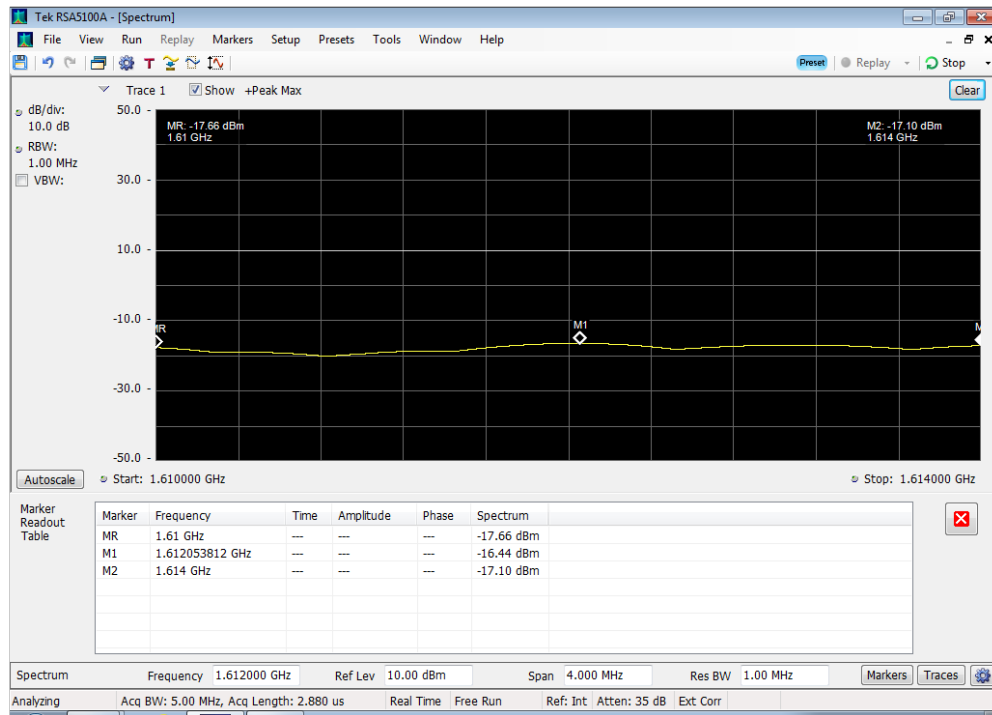 Tek RSA5100A - [Spectrum]
File View Run Replay Markers Setup Presets Tools Window Help
T Preset Replay Stop
Trace 1 Show +Peak Max Clear
dB/div:
10.0 dB
RBW:
1.00 MHz
VBW:
50.0
30.0
10.0
-10.0
-30.0
-50.0
MR: -17.66 dBm
1.61 GHz
M2: -17.10 dBm
1.614 GHz
MR
M1
M
Autoscale Start: 1.610000 GHz Stop: 1.614000 GHz
Marker
Readout
Table
Marker Frequency Time Amplitude Phase Spectrum
MR 1.61 GHz --- --- --- -17.66 dBm
M1 1.612053812 GHz --- --- --- -16.44 dBm
M2 1.614 GHz --- --- --- -17.10 dBm
Spectrum Frequency 1.612000 GHz Ref Lev 10.00 dBm Span 4.000 MHz Res BW 1.00 MHz Markers Traces
Analyzing Acq BW: 5.00 MHz, Acq Length: 2.880 us Real Time Free Run Ref: Int Atten: 35 dB Ext Corr